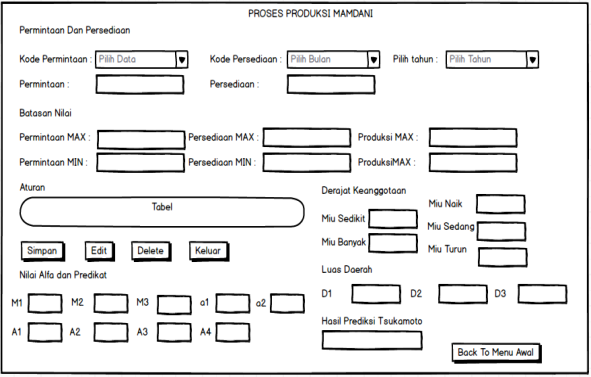 PROSES PRODUKSI MAMDANI
Permintaan Dan Persediaan
Kode Permintaan : Pilih Data Kode Persediaan : Pilih Bulan Pilih tahun : Pilih Tahun
Permintaan : Persediaan :
Batasan Nilai
Permintaan MAX : Persediaan MAX : Produksi MAX :
Permintaan MIN : Persediaan MIN : ProduksiMAX :
Aturan
Tabel
Simpan Edit Delete Keluar
Derajat Keanggotaan
Miu Sedikit
Miu Banyak
Miu Naik
Miu Sedang
Miu Turun
Nilai Alfa dan Predikat
M1 M2 M3 a1 a2
A1 A2 A3 A4
Luas Daerah
D1 D2 D3
Hasil Prediksi Tsukamoto
Back To Menu Awal